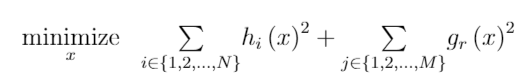 minimize_x ∑_{i∈{1,2,...,N}} h_i (x)^2 + ∑_{j∈{1,2,...,M}} g_r (x)^2